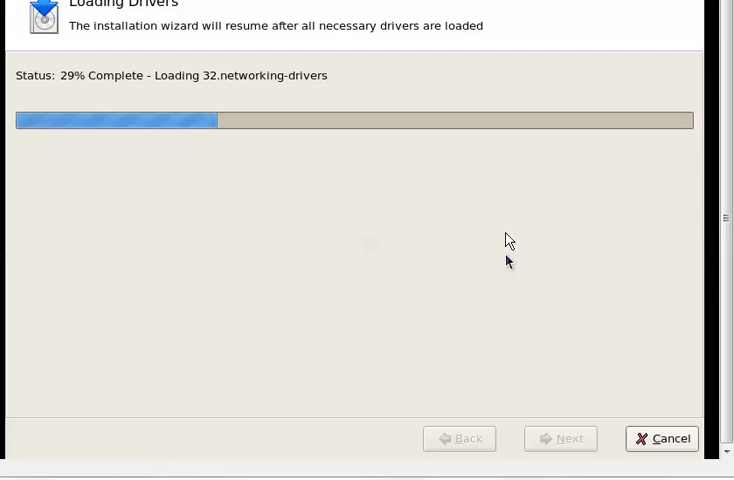 Loading Drivers
The installation wizard will resume after all necessary drivers are loaded
Status: 29% Complete - Loading 32.networking-drivers
Back
Next
Cancel